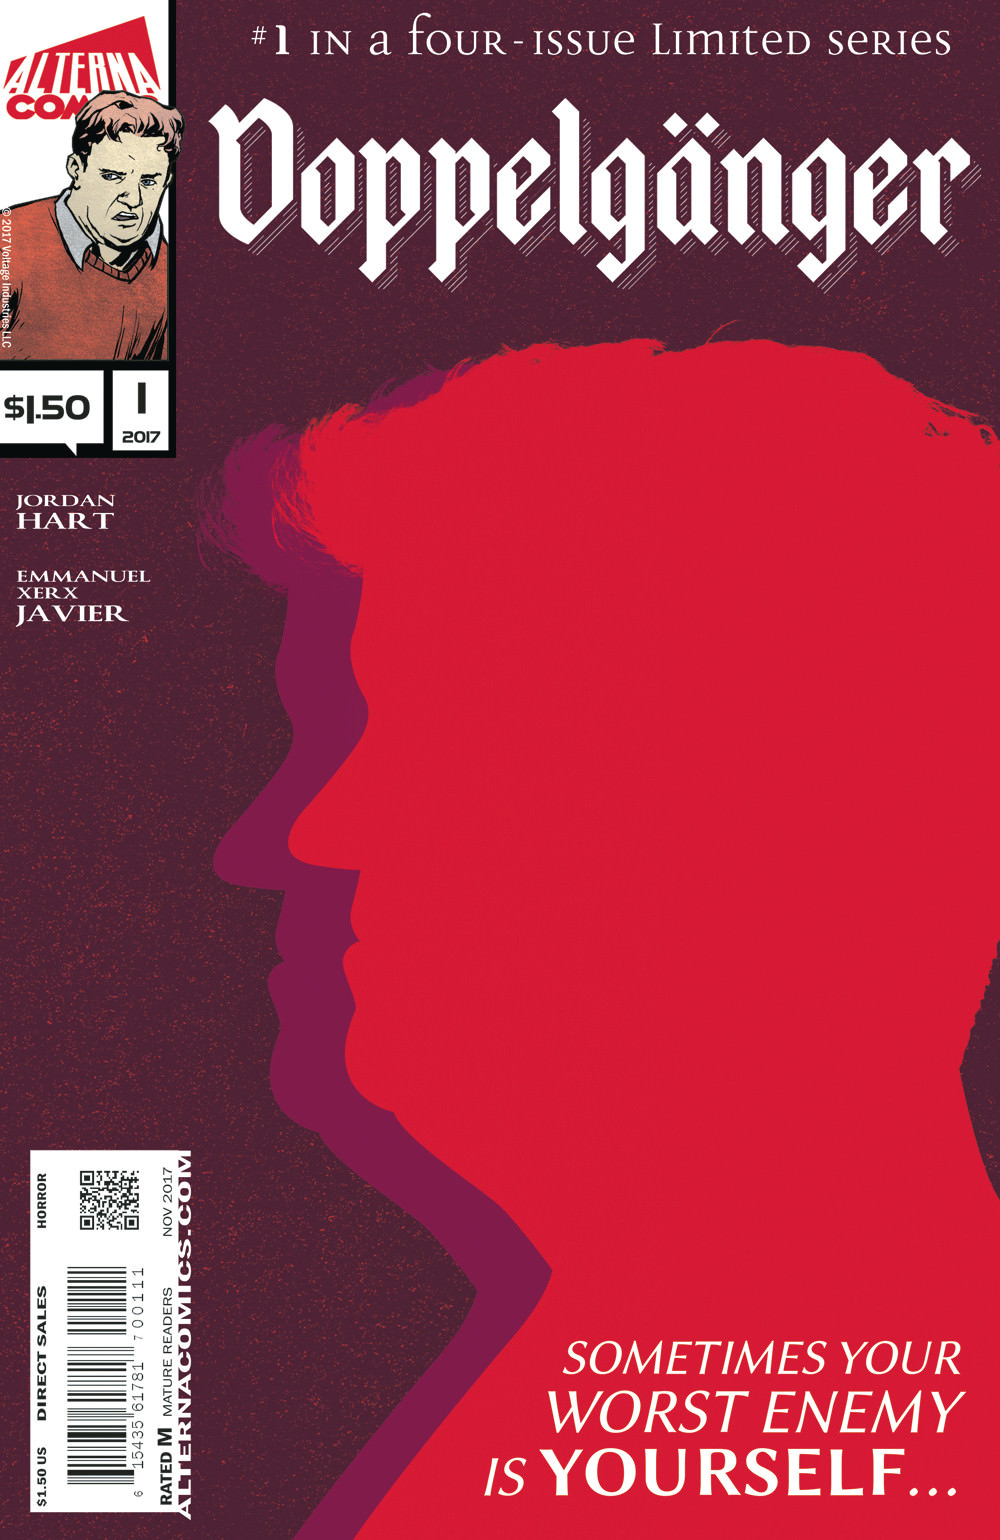 #1 IN a fOUR-ISSUE LIMITED SERIES
Doppelgänger
ALTERNA
© 2017 Voltage Industries LLC
$1.50
1
2017
JORDAN
HART
EMMANUEL
XERX
JAVIER
$1.50 US DIRECT SALES HORROR
6 15435 61781 7 00111
RATED M MATURE READERS NOV 2017
ALTERNACOMICS.COM
SOMETIMES YOUR
WORST ENEMY
IS YOURSELF...